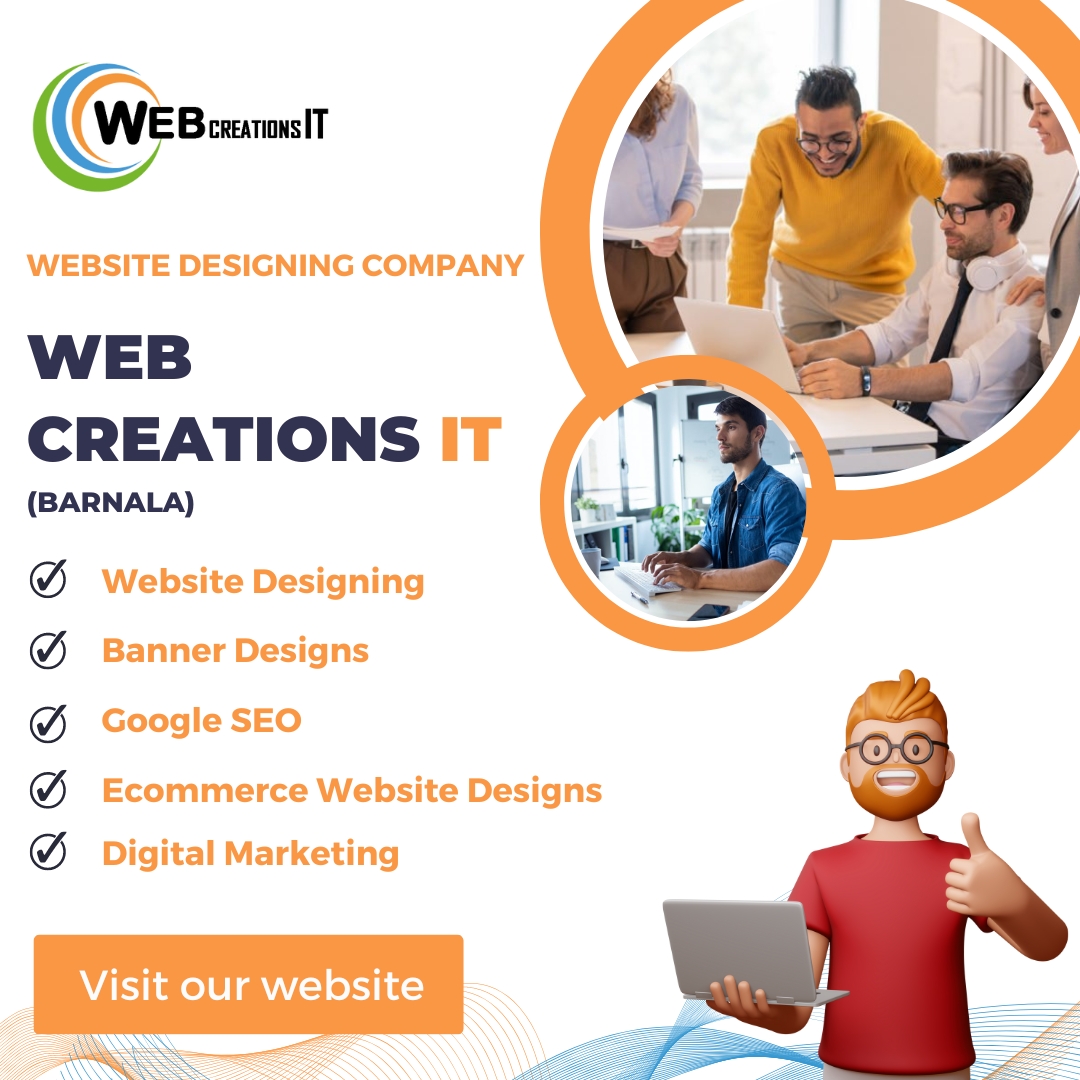 WEB CREATIONS IT
WEBSITE DESIGNING COMPANY
WEB
CREATIONS IT
(BARNALA)
Website Designing
Banner Designs
Google SEO
Ecommerce Website Designs
Digital Marketing
Visit our website